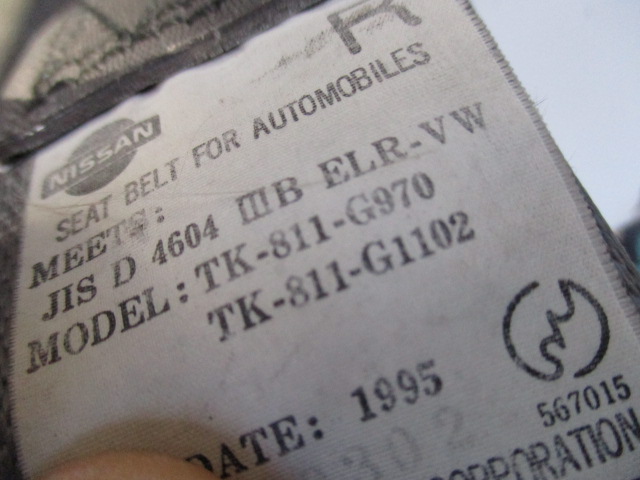 R
NISSAN
SEAT BELT FOR AUTOMOBILES
MEETS:
JIS D 4604 ⅢB ELR-VW
MODEL: TK-811-G970
TK-811-G1102
DATE: 1995
302
567015
CORPORATION